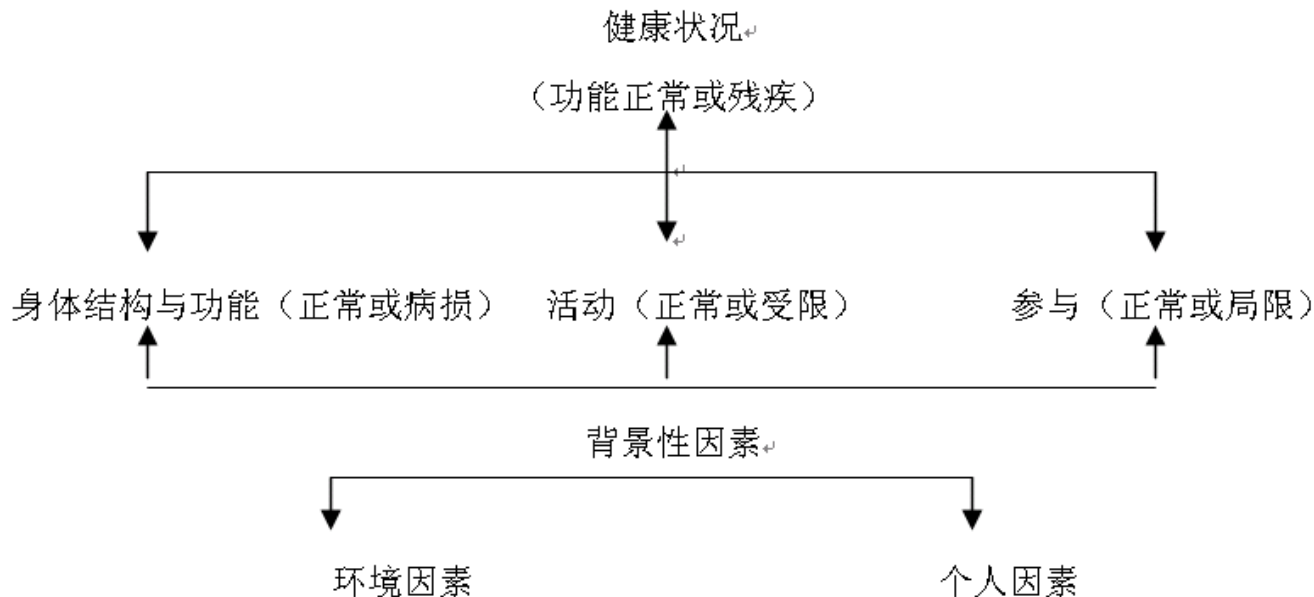 健康状况
（功能正常或残疾）
身体结构与功能（正常或病损） 活动（正常或受限） 参与（正常或局限）
背景性因素
环境因素 个人因素